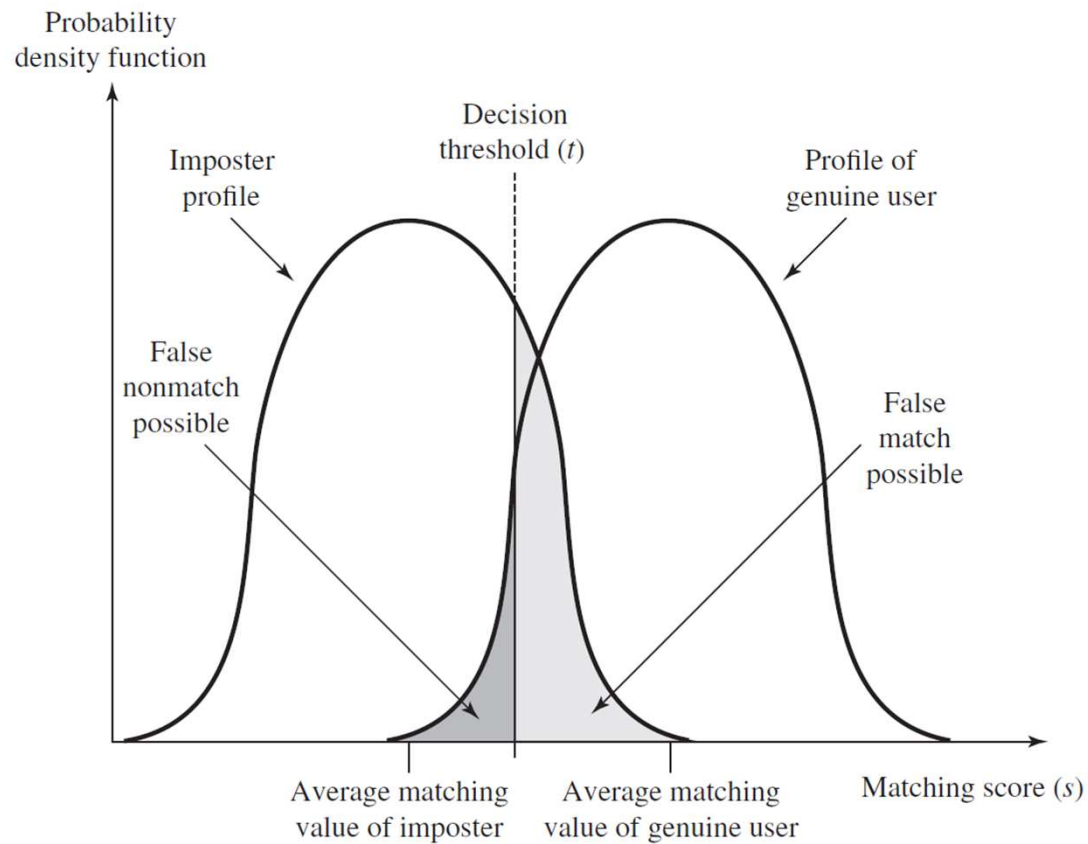 Probability
density function
Decision
threshold (t)
Imposter
profile
Profile of
genuine user
False
nonmatch
possible
False
match
possible
Average matching
value of imposter
Average matching
value of genuine user
Matching score (s)